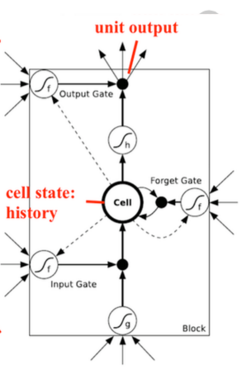 unit output
f
Output Gate
h
cell state:
history
Cell
Forget Gate
f
f
Input Gate
g
Block